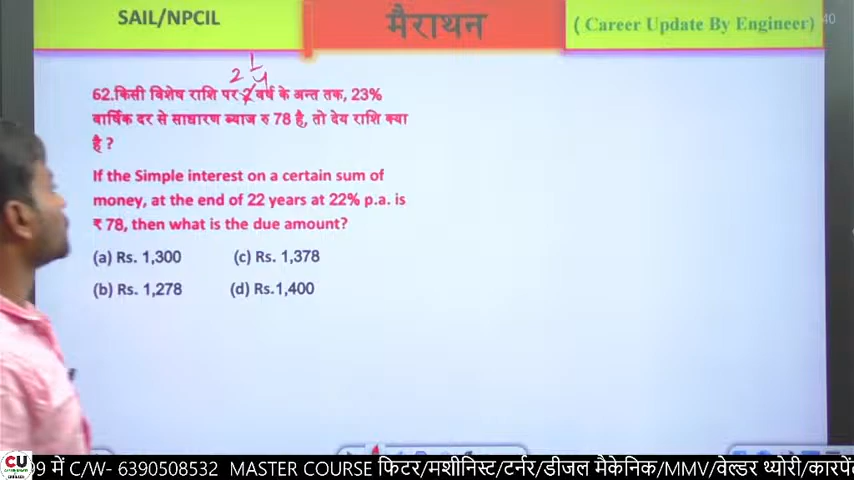 SAIL/NPCIL
मैराथन
( Career Update By Engineer)
40
2 1/4
62.किसी विशेष राशि पर 2 वर्ष के अन्त तक, 23%
वार्षिक दर से साधारण ब्याज रु 78 है, तो देय राशि क्या
है ?
If the Simple interest on a certain sum of
money, at the end of 22 years at 22% p.a. is
₹ 78, then what is the due amount?
(a) Rs. 1,300 (c) Rs. 1,378
(b) Rs. 1,278 (d) Rs.1,400
CU
99 में C/W- 6390508532 MASTER COURSE फिटर/मशीनिस्ट/टर्नर/डीजल मैकेनिक/MMV/वेल्डर थ्योरी/कारपें